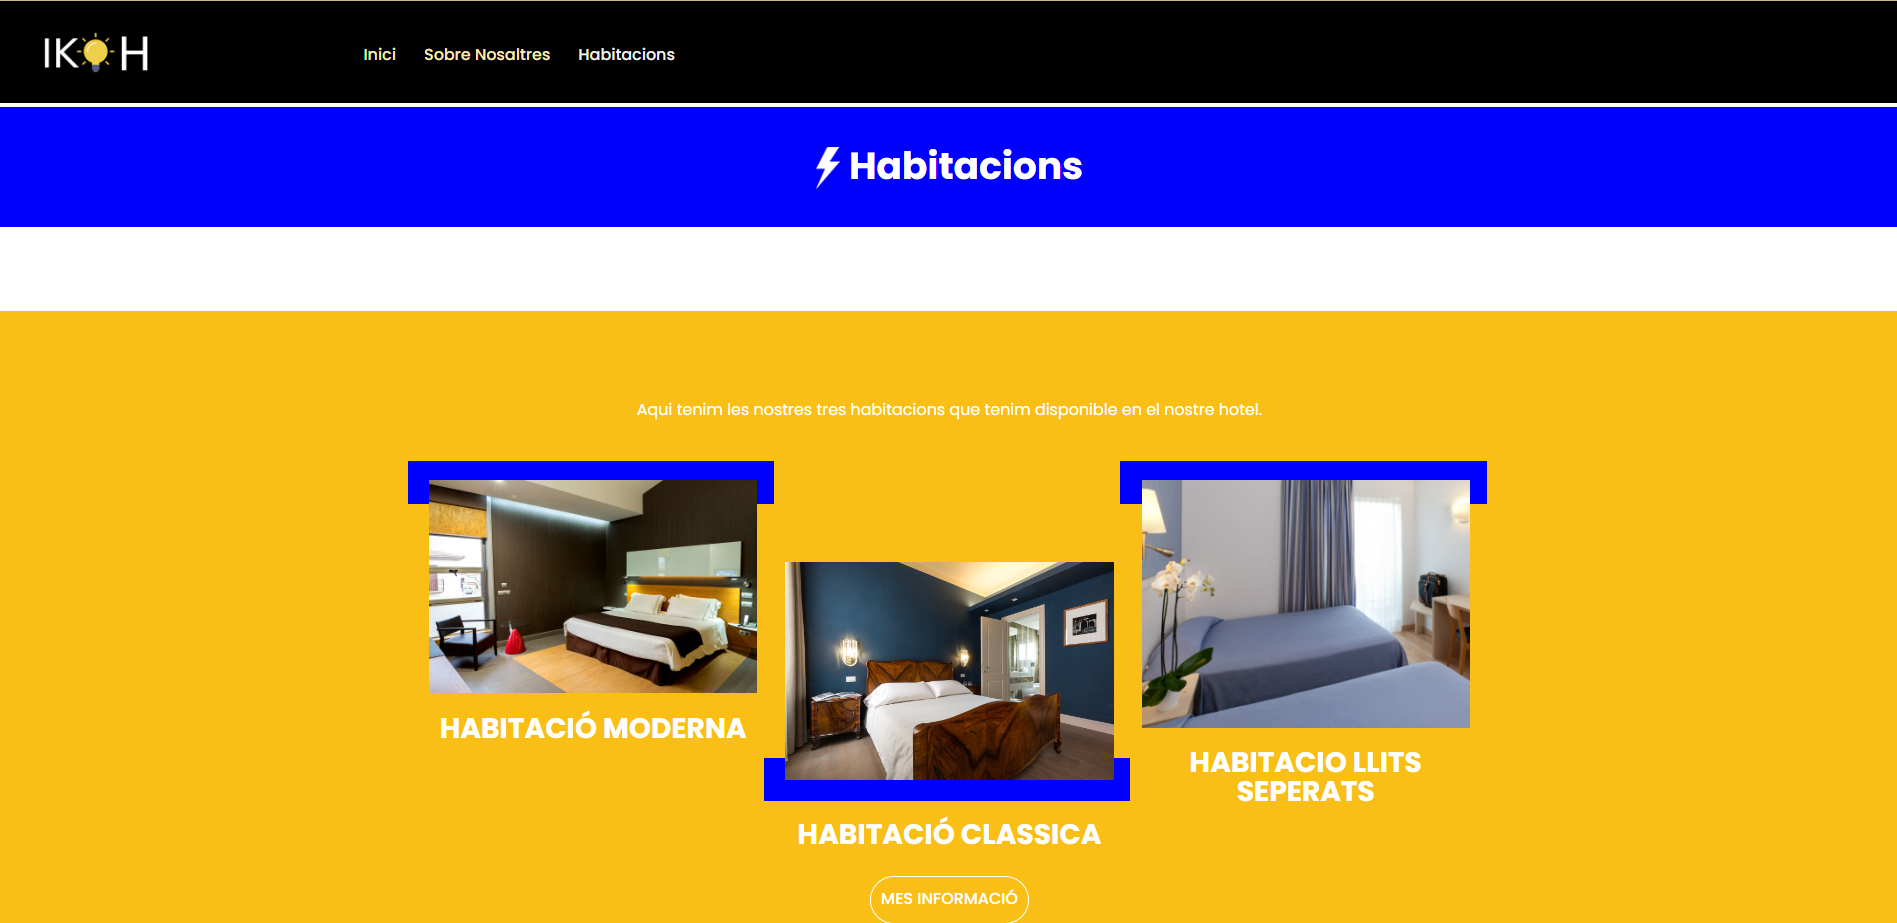 IK H
Inici
Sobre Nosaltres
Habitacions
Habitacions
Aqui tenim les nostres tres habitacions que tenim disponible en el nostre hotel.
HABITACIÓ MODERNA
HABITACIÓ CLASSICA
MES INFORMACIÓ
HABITACIO LLITS
SEPERATS